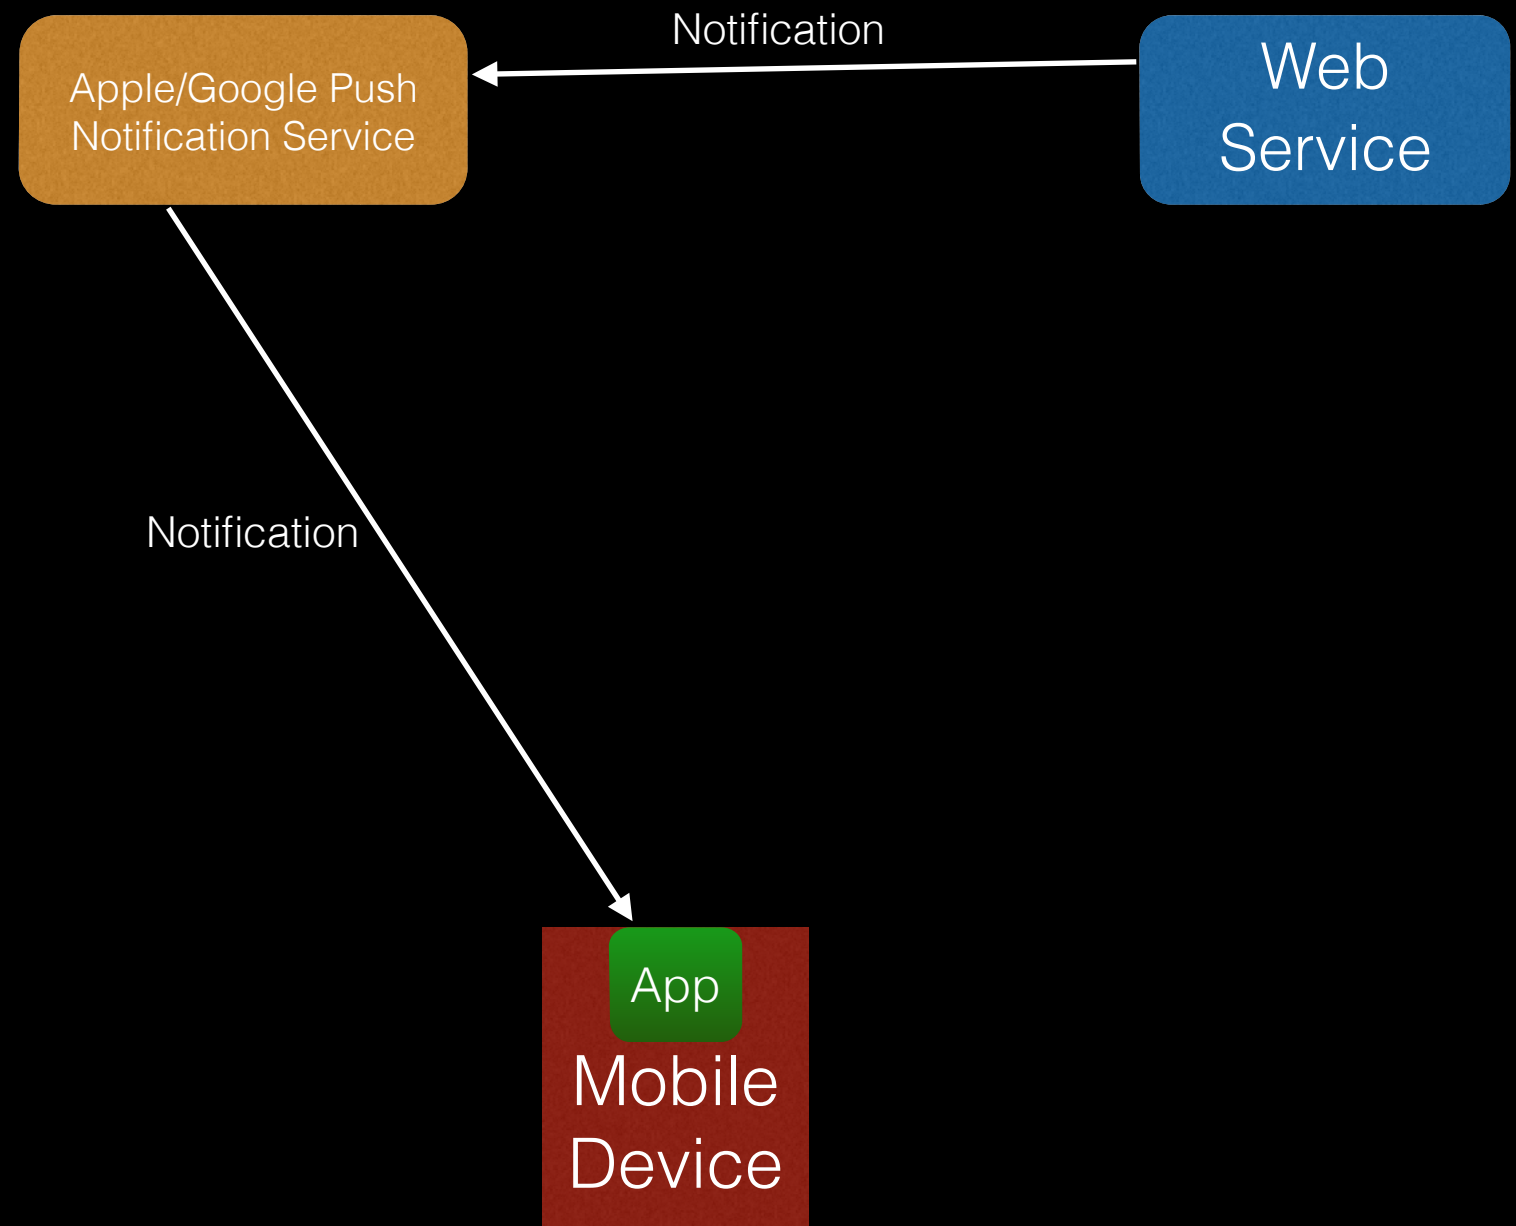 Notification
Apple/Google Push
Notification Service
Web
Service
Notification
App
Mobile
Device